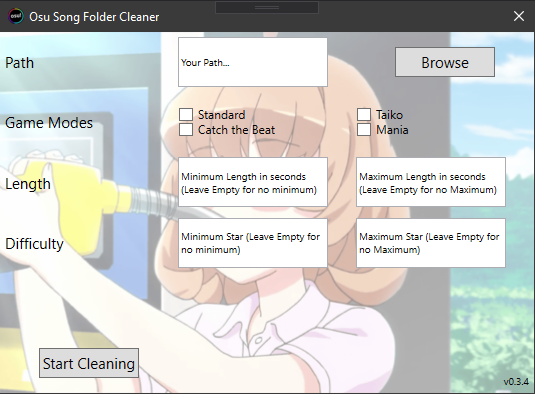 osu!
Osu Song Folder Cleaner
Path
Your Path...
Browse
Game Modes
Standard
Taiko
Catch the Beat
Mania
Length
Minimum Length in seconds
(Leave Empty for no minimum)
Maximum Length in seconds
(Leave Empty for no Maximum)
Difficulty
Minimum Star (Leave Empty for
no minimum)
Maximum Star (Leave Empty for
no Maximum)
Start Cleaning
v0.3.4